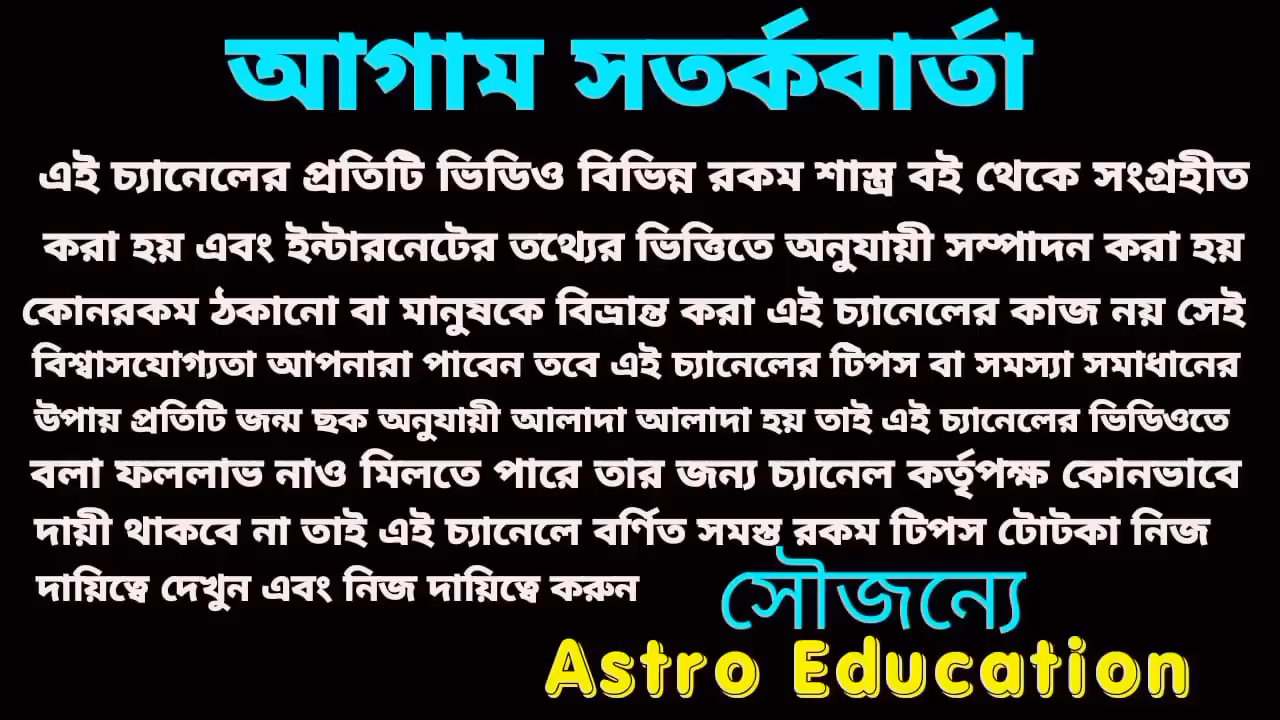 আগাম সতর্কবার্তা
এই চ্যানেলের প্রতিটি ভিডিও বিভিন্ন রকম শাস্ত্র বই থেকে সংগ্রহীত
করা হয় এবং ইন্টারনেটের তথ্যের ভিত্তিতে অনুযায়ী সম্পাদন করা হয়
কোনরকম ঠকানো বা মানুষকে বিভ্রান্ত করা এই চ্যানেলের কাজ নয় সেই
বিশ্বাসযোগ্যতা আপনারা পাবেন তবে এই চ্যানেলের টিপস বা সমস্যা সমাধানের
উপায় প্রতিটি জন্ম ছক অনুযায়ী আলাদা আলাদা হয় তাই এই চ্যানেলের ভিডিওতে
বলা ফললাভ নাও মিলতে পারে তার জন্য চ্যানেল কর্তৃপক্ষ কোনভাবে
দায়ী থাকবে না তাই এই চ্যানেলে বর্ণিত সমস্ত রকম টিপস টোটকা নিজ
দায়িত্বে দেখুন এবং নিজ দায়িত্বে করুন
সৌজন্যে
Astro Education